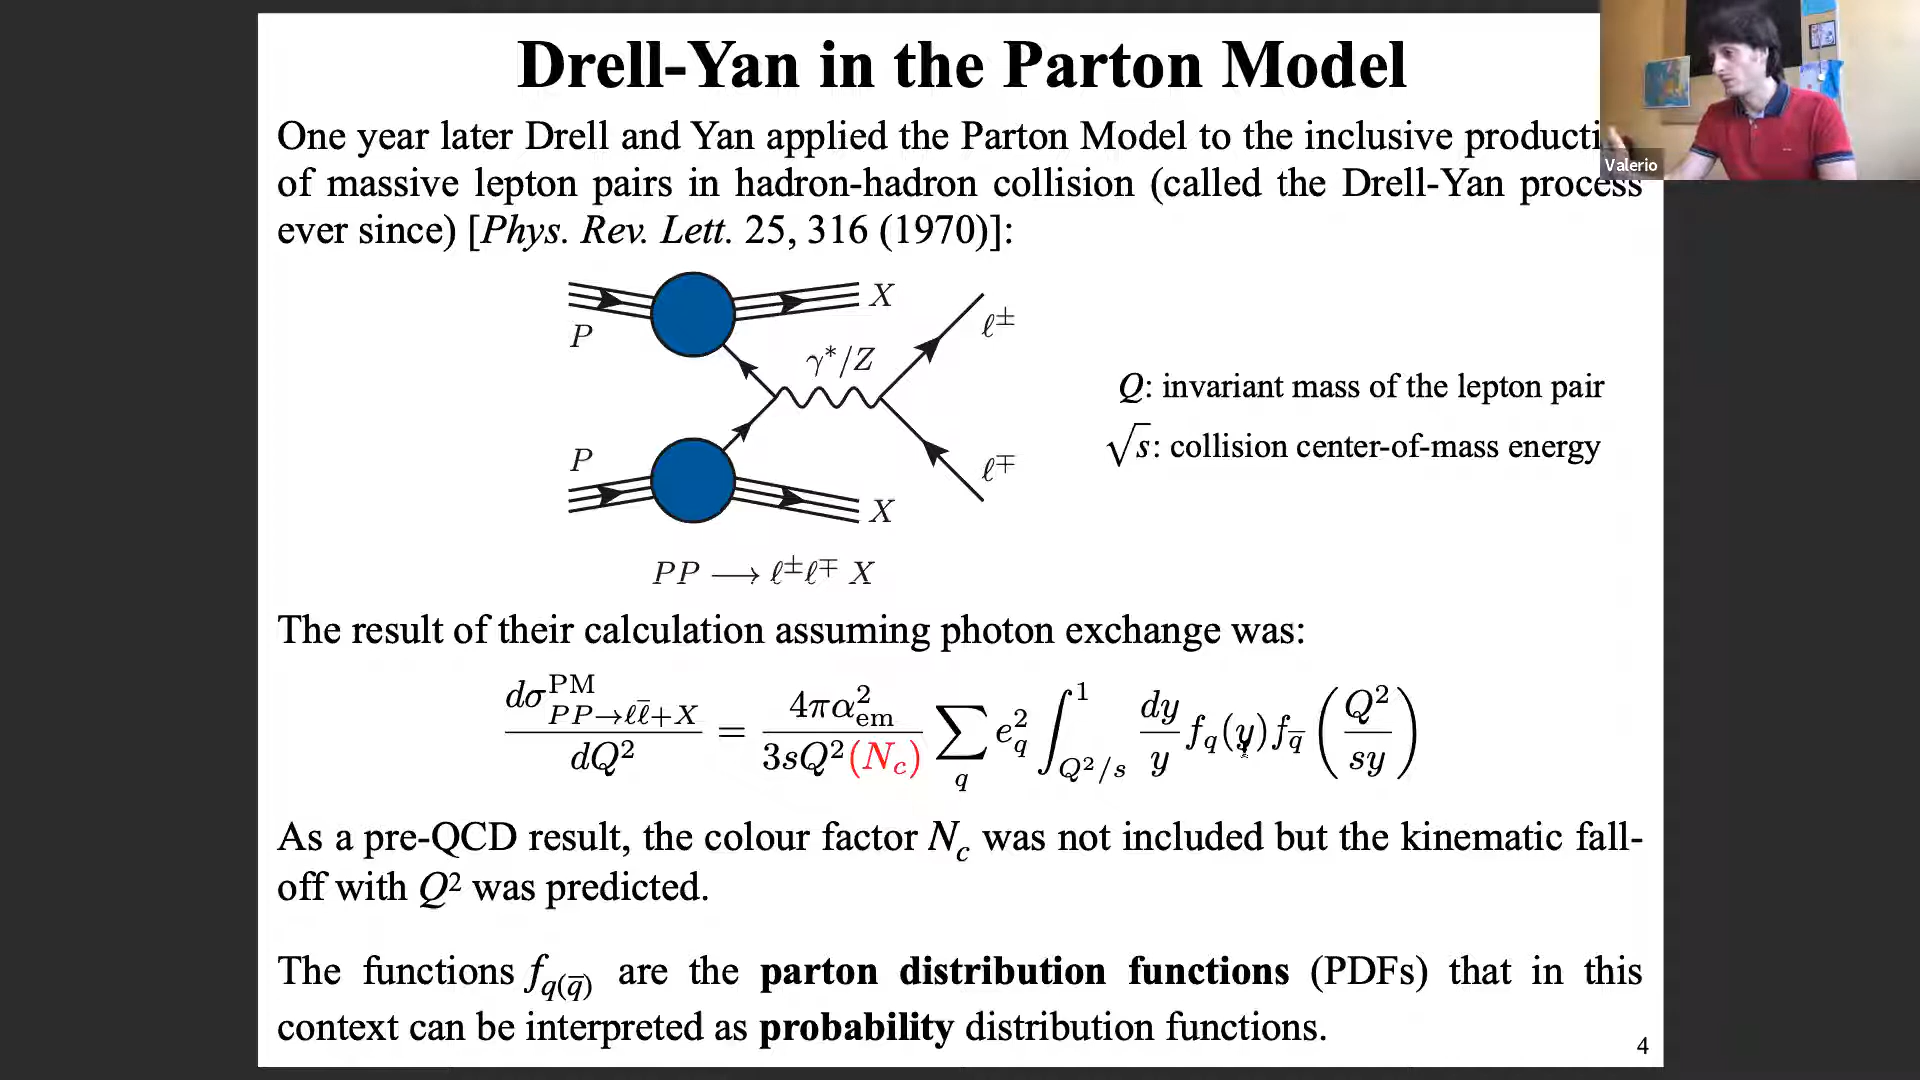 Drell-Yan in the Parton Model
One year later Drell and Yan applied the Parton Model to the inclusive producti
of massive lepton pairs in hadron-hadron collision (called the Drell-Yan process
ever since) [Phys. Rev. Lett. 25, 316 (1970)]:
Valerio
P
X
γ*/Z
ℓ±
P
X
ℓ∓
PP ⟶ ℓ±ℓ∓ X
Q: invariant mass of the lepton pair
√s: collision center-of-mass energy
The result of their calculation assuming photon exchange was:
dσ^PM_{PP→ℓℓ̅+X} / dQ² = 4πα²_em / 3sQ²(N_c) ∑_q e²_q ∫_{Q²/s}^1 dy/y f_q(y) f_q̅ (Q²/sy)
As a pre-QCD result, the colour factor N_c was not included but the kinematic fall-
off with Q² was predicted.
The functions f_{q(q̅)} are the parton distribution functions (PDFs) that in this
context can be interpreted as probability distribution functions.
4